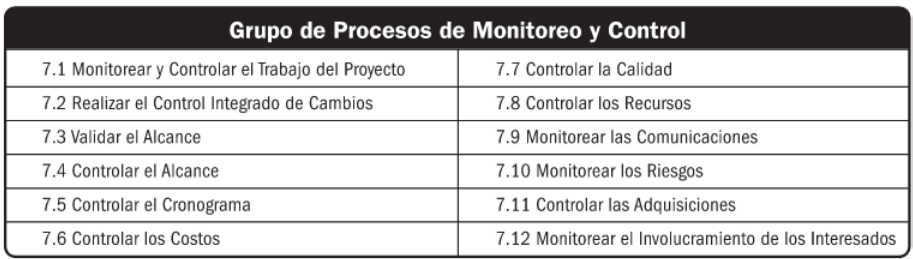 Grupo de Procesos de Monitoreo y Control
7.1 Monitorear y Controlar el Trabajo del Proyecto
7.2 Realizar el Control Integrado de Cambios
7.3 Validar el Alcance
7.4 Controlar el Alcance
7.5 Controlar el Cronograma
7.6 Controlar los Costos
7.7 Controlar la Calidad
7.8 Controlar los Recursos
7.9 Monitorear las Comunicaciones
7.10 Monitorear los Riesgos
7.11 Controlar las Adquisiciones
7.12 Monitorear el Involucramiento de los Interesados